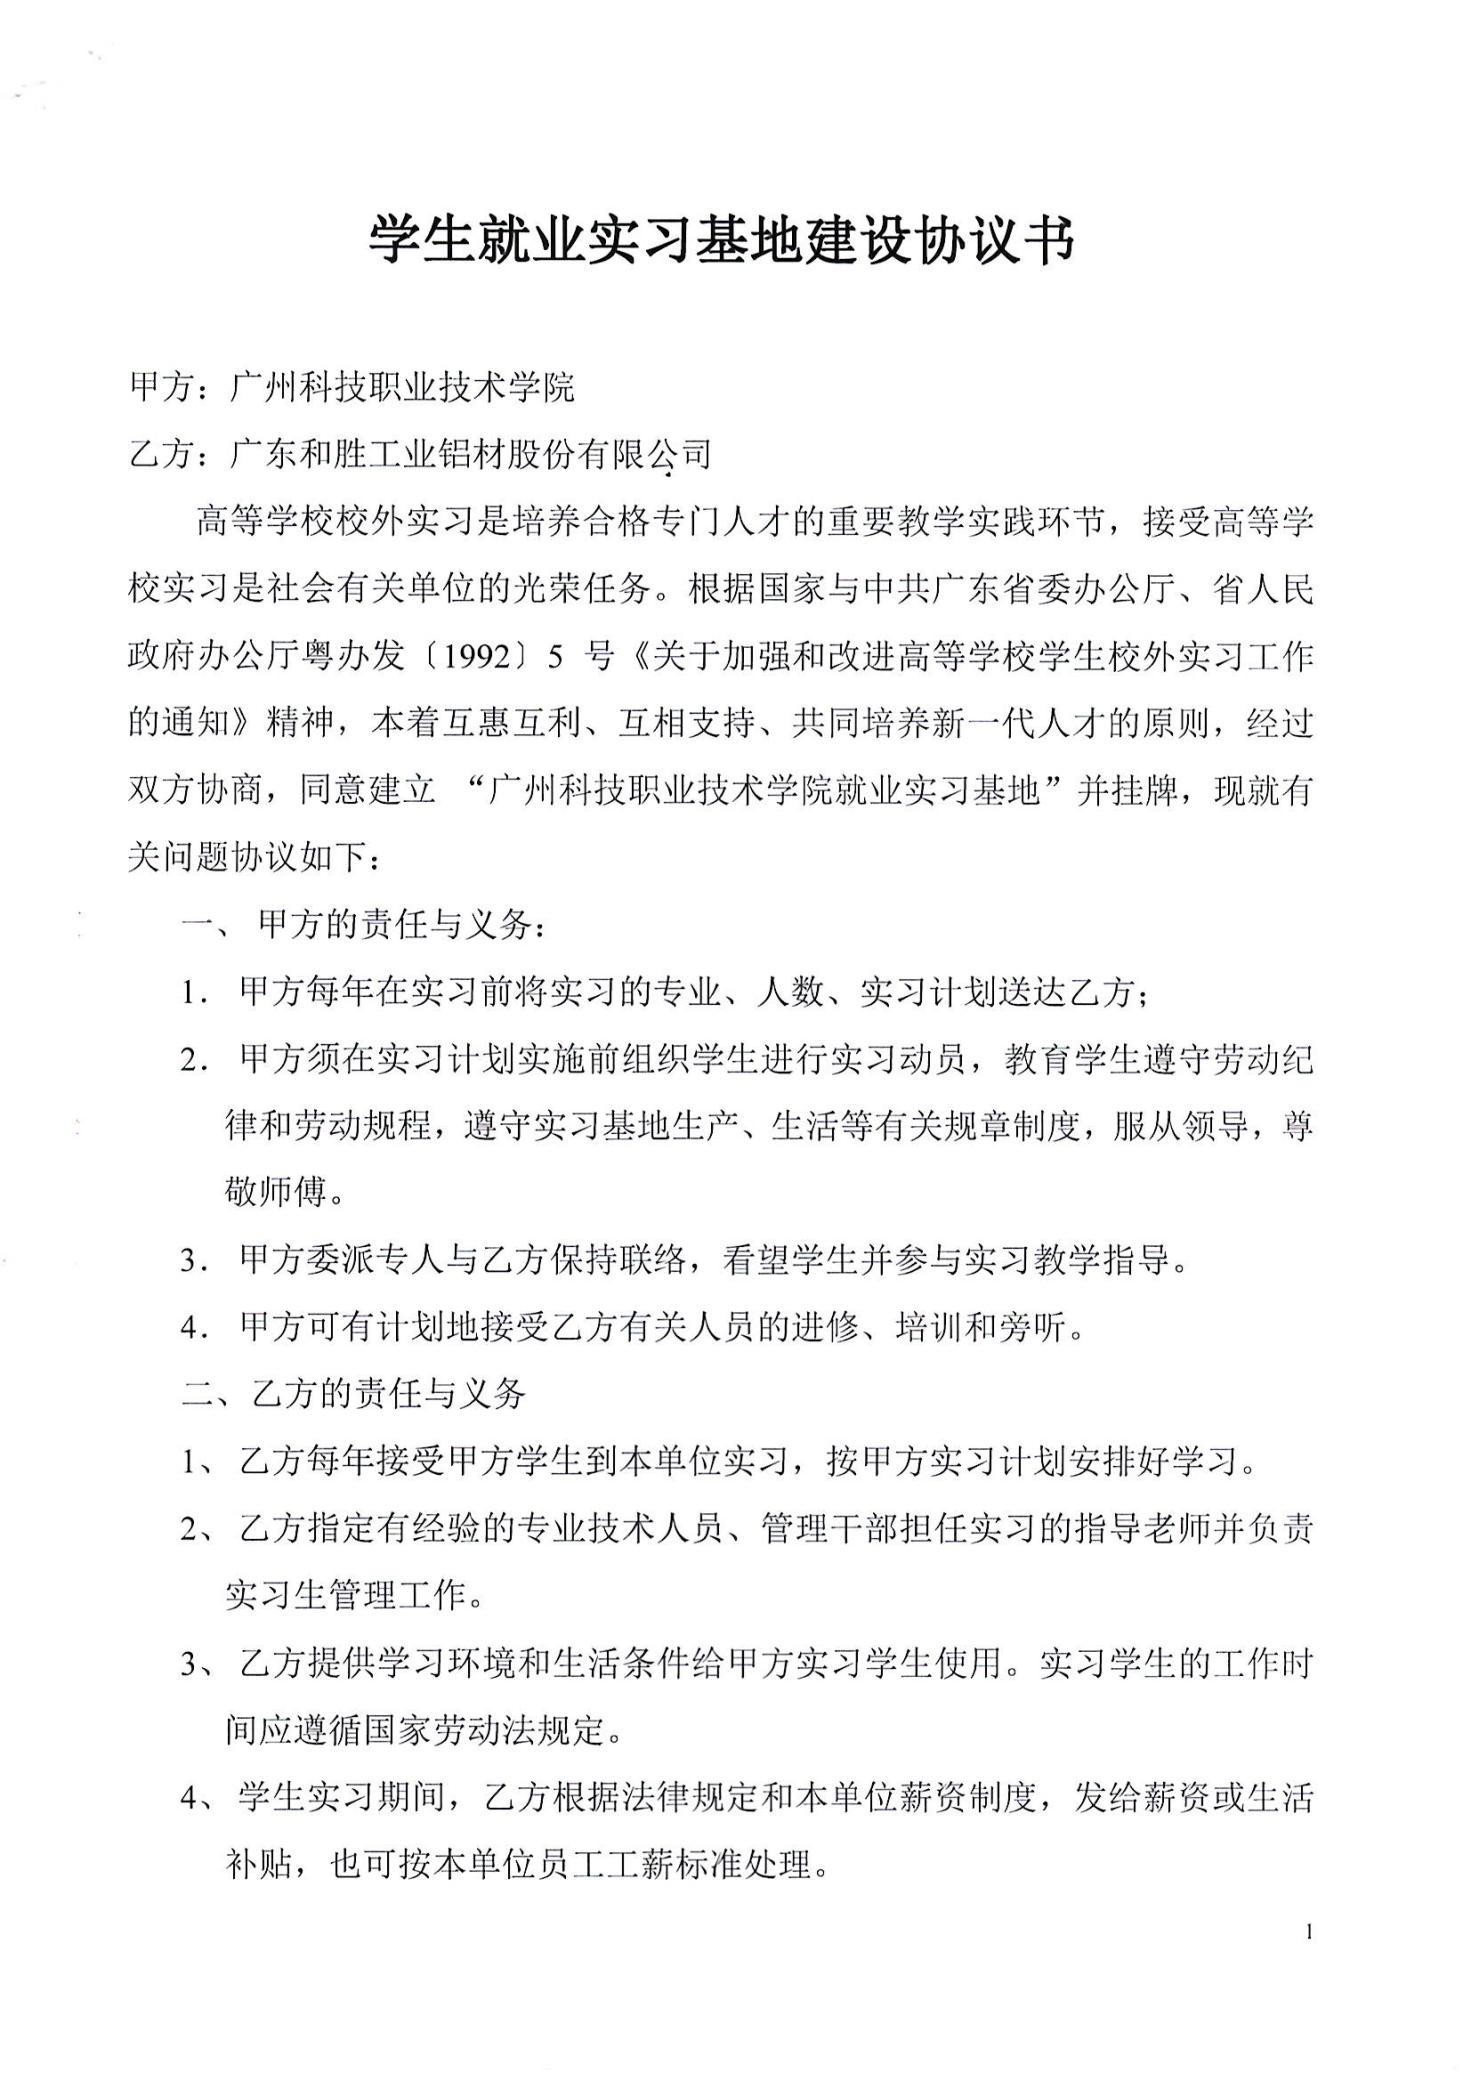 学生就业实习基地建设协议书
甲方：广州科技职业技术学院
乙方：广东和胜工业铝材股份有限公司
高等学校校外实习是培养合格专门人才的重要教学实践环节，接受高等学
校实习是社会有关单位的光荣任务。根据国家与中共广东省委办公厅、省人民
政府办公厅粤办发〔1992〕5 号《关于加强和改进高等学校学生校外实习工作
的通知》精神，本着互惠互利、互相支持、共同培养新一代人才的原则，经过
双方协商，同意建立 “广州科技职业技术学院就业实习基地”并挂牌，现就有
关问题协议如下：
一、 甲方的责任与义务：
1． 甲方每年在实习前将实习的专业、人数、实习计划送达乙方；
2． 甲方须在实习计划实施前组织学生进行实习动员，教育学生遵守劳动纪
律和劳动规程，遵守实习基地生产、生活等有关规章制度，服从领导，尊
敬师傅。
3． 甲方委派专人与乙方保持联络，看望学生并参与实习教学指导。
4． 甲方可有计划地接受乙方有关人员的进修、培训和旁听。
二、乙方的责任与义务
1、 乙方每年接受甲方学生到本单位实习，按甲方实习计划安排好学习。
2、 乙方指定有经验的专业技术人员、管理干部担任实习的指导老师并负责
实习生管理工作。
3、 乙方提供学习环境和生活条件给甲方实习学生使用。实习学生的工作时
间应遵循国家劳动法规定。
4、 学生实习期间，乙方根据法律规定和本单位薪资制度，发给薪资或生活
补贴，也可按本单位员工工薪标准处理。
1